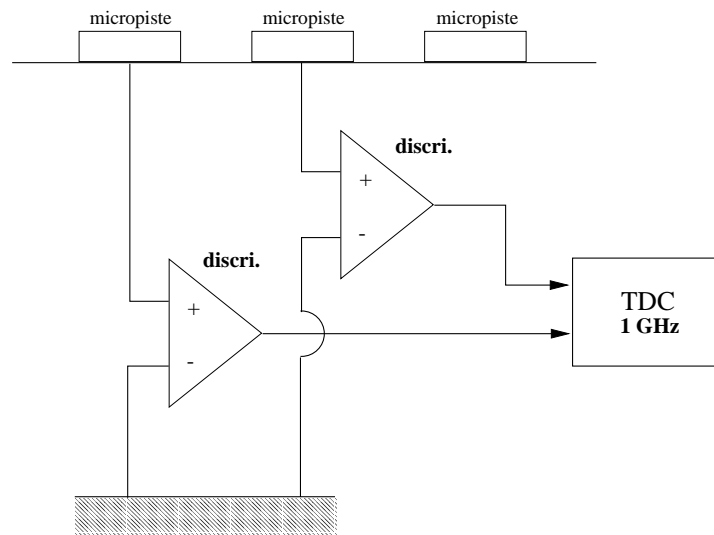 micropiste micropiste micropiste
discri.
+
-
discri.
+
-
TDC
1 GHz